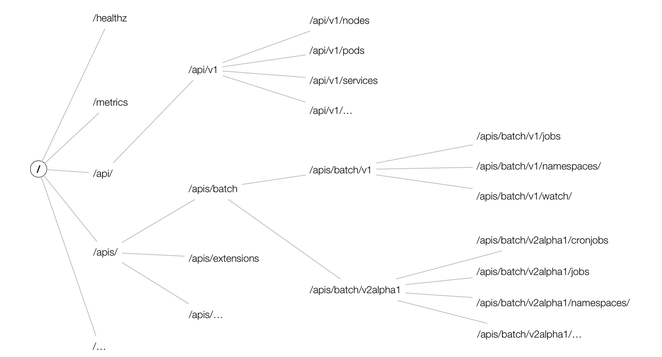 /healthz
/api/v1/nodes
/api/v1/pods
/api/v1
/api/v1/services
/metrics
/api/v1/…
/apis/batch/v1/jobs
/
/api/
/apis/batch/v1
/apis/batch/v1/namespaces/
/apis/batch
/apis/batch/v1/watch/
/apis/
/apis/extensions
/apis/batch/v2alpha1/cronjobs
/apis/batch/v2alpha1/jobs
/apis/batch/v2alpha1
/apis/batch/v2alpha1/namespaces/
/apis/…
/apis/batch/v2alpha1/…
/…